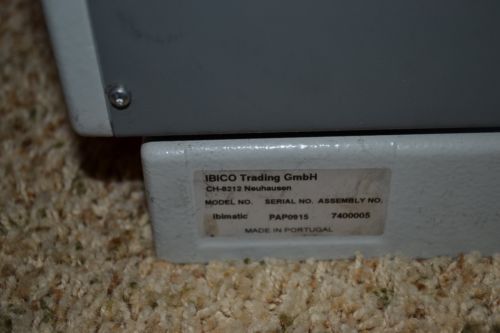 IBICO Trading GmbH
CH-8212 Neuhausen
MODEL NO. SERIAL NO. ASSEMBLY NO.
Ibimatic PAP0915 7400005
MADE IN PORTUGAL